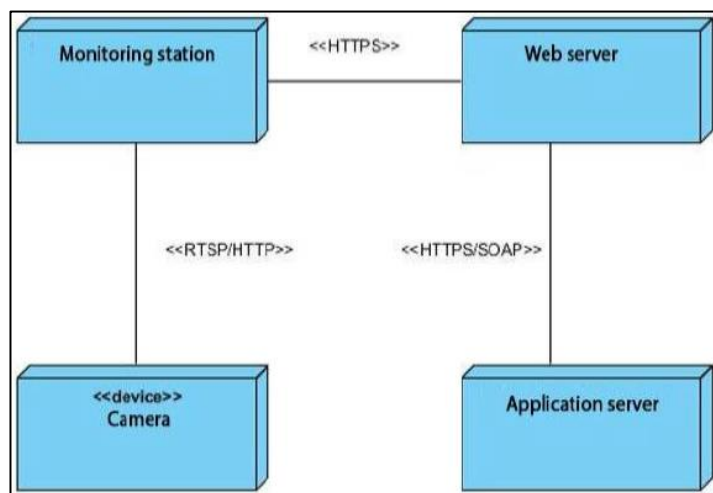 Monitoring station
<<HTTPS>>
Web server
<<RTSP/HTTP>>
<<HTTPS/SOAP>>
<<device>>
Camera
Application server